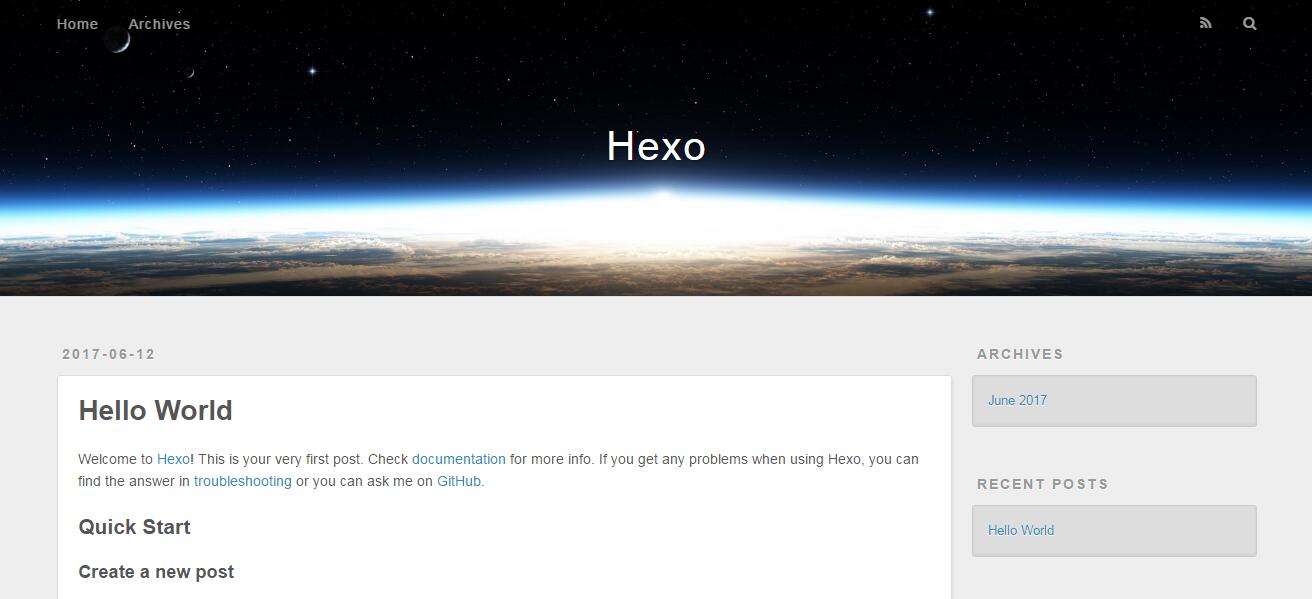 Home Archives
Hexo
2017-06-12
Hello World
Welcome to Hexo! This is your very first post. Check documentation for more info. If you get any problems when using Hexo, you can
find the answer in troubleshooting or you can ask me on GitHub.
Quick Start
Create a new post
ARCHIVES
June 2017
RECENT POSTS
Hello World